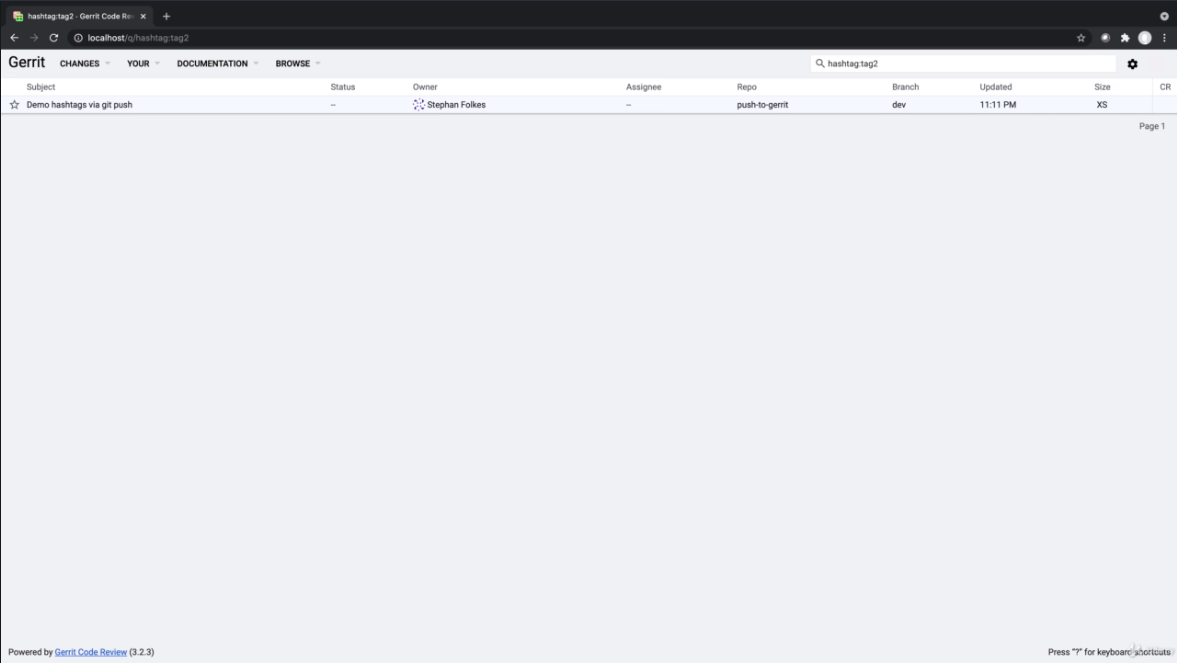 hashtag:tag2 · Gerrit Code Re
localhost/q/hashtag:tag2
Gerrit CHANGES YOUR DOCUMENTATION BROWSE hashtag:tag2
Subject Status Owner Assignee Repo Branch Updated Size CR
Demo hashtags via git push -- Stephan Folkes -- push-to-gerrit dev 11:11 PM XS
Page 1
Powered by Gerrit Code Review (3.2.3) Press "?" for keyboard shortcuts